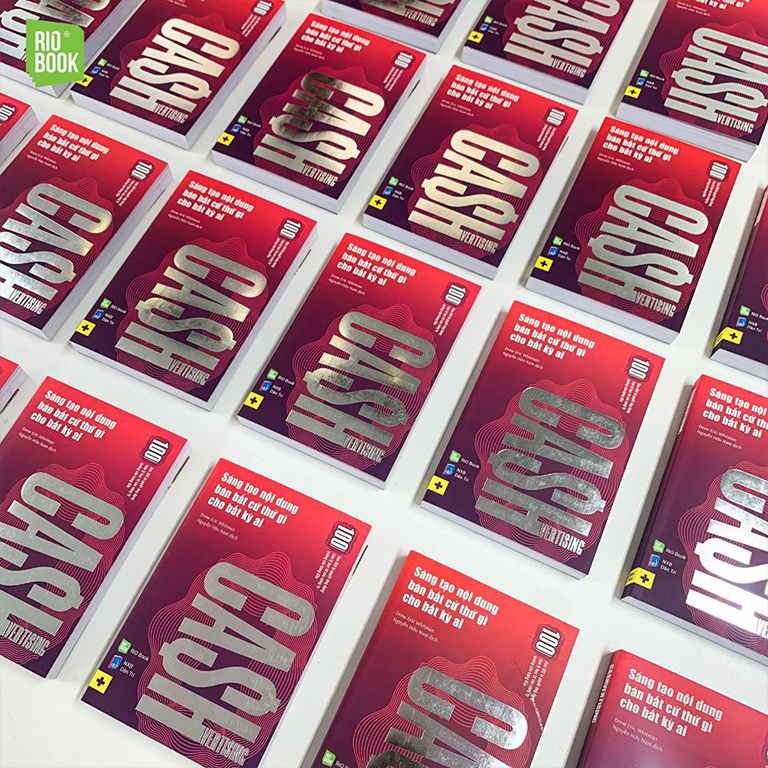 RIO ®
BOOK
Sáng tạo nội dung
bán bất cứ thứ gì
cho bất kỳ ai
Drew Eric Whitman
Nguyễn Hữu Nam dịch
100
CA$H
VERTISING
RIO Book
NXB
Dân Trí